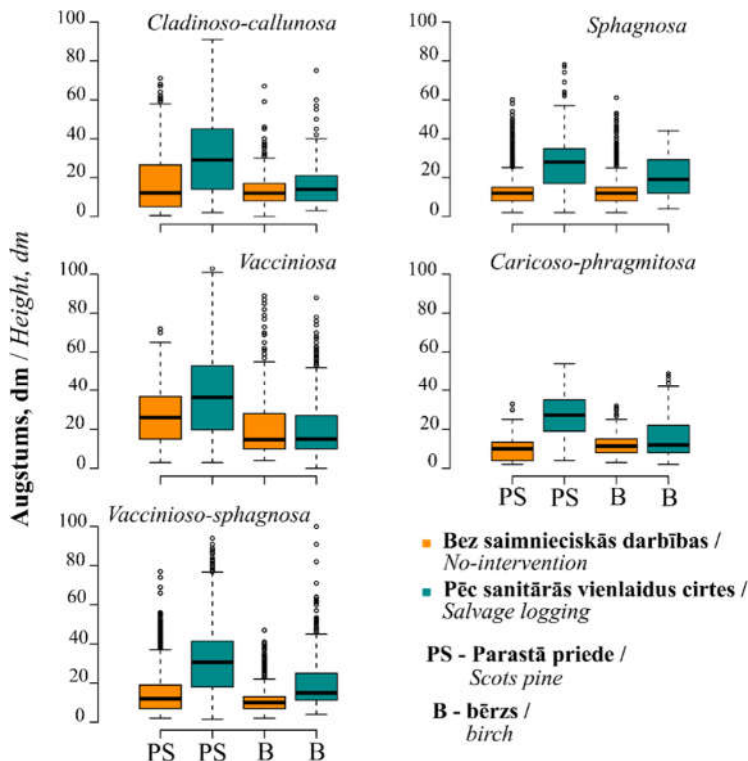 Augstums, dm / Height, dm
Cladinoso-callunosa
100
80
60
40
20
0
Sphagnosa
100
80
60
40
20
0
Vacciniosa
100
80
60
40
20
0
Caricoso-phragmitosa
100
80
60
40
20
0
PS PS B B
Vaccinioso-sphagnosa
100
80
60
40
20
0
PS PS B B
Bez saimnieciskās darbības /
No-intervention
Pēc sanitārās vienlaidus cirtes /
Salvage logging
PS - Parastā priede /
Scots pine
B - bērzs /
birch